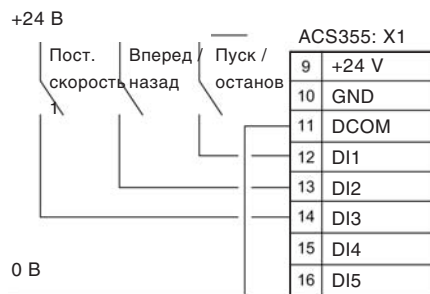 +24 В
ACS355: X1
Пост. скорость 1
Вперед / назад
Пуск / останов
9 +24 V
10 GND
11 DCOM
12 DI1
13 DI2
14 DI3
15 DI4
16 DI5
0 В